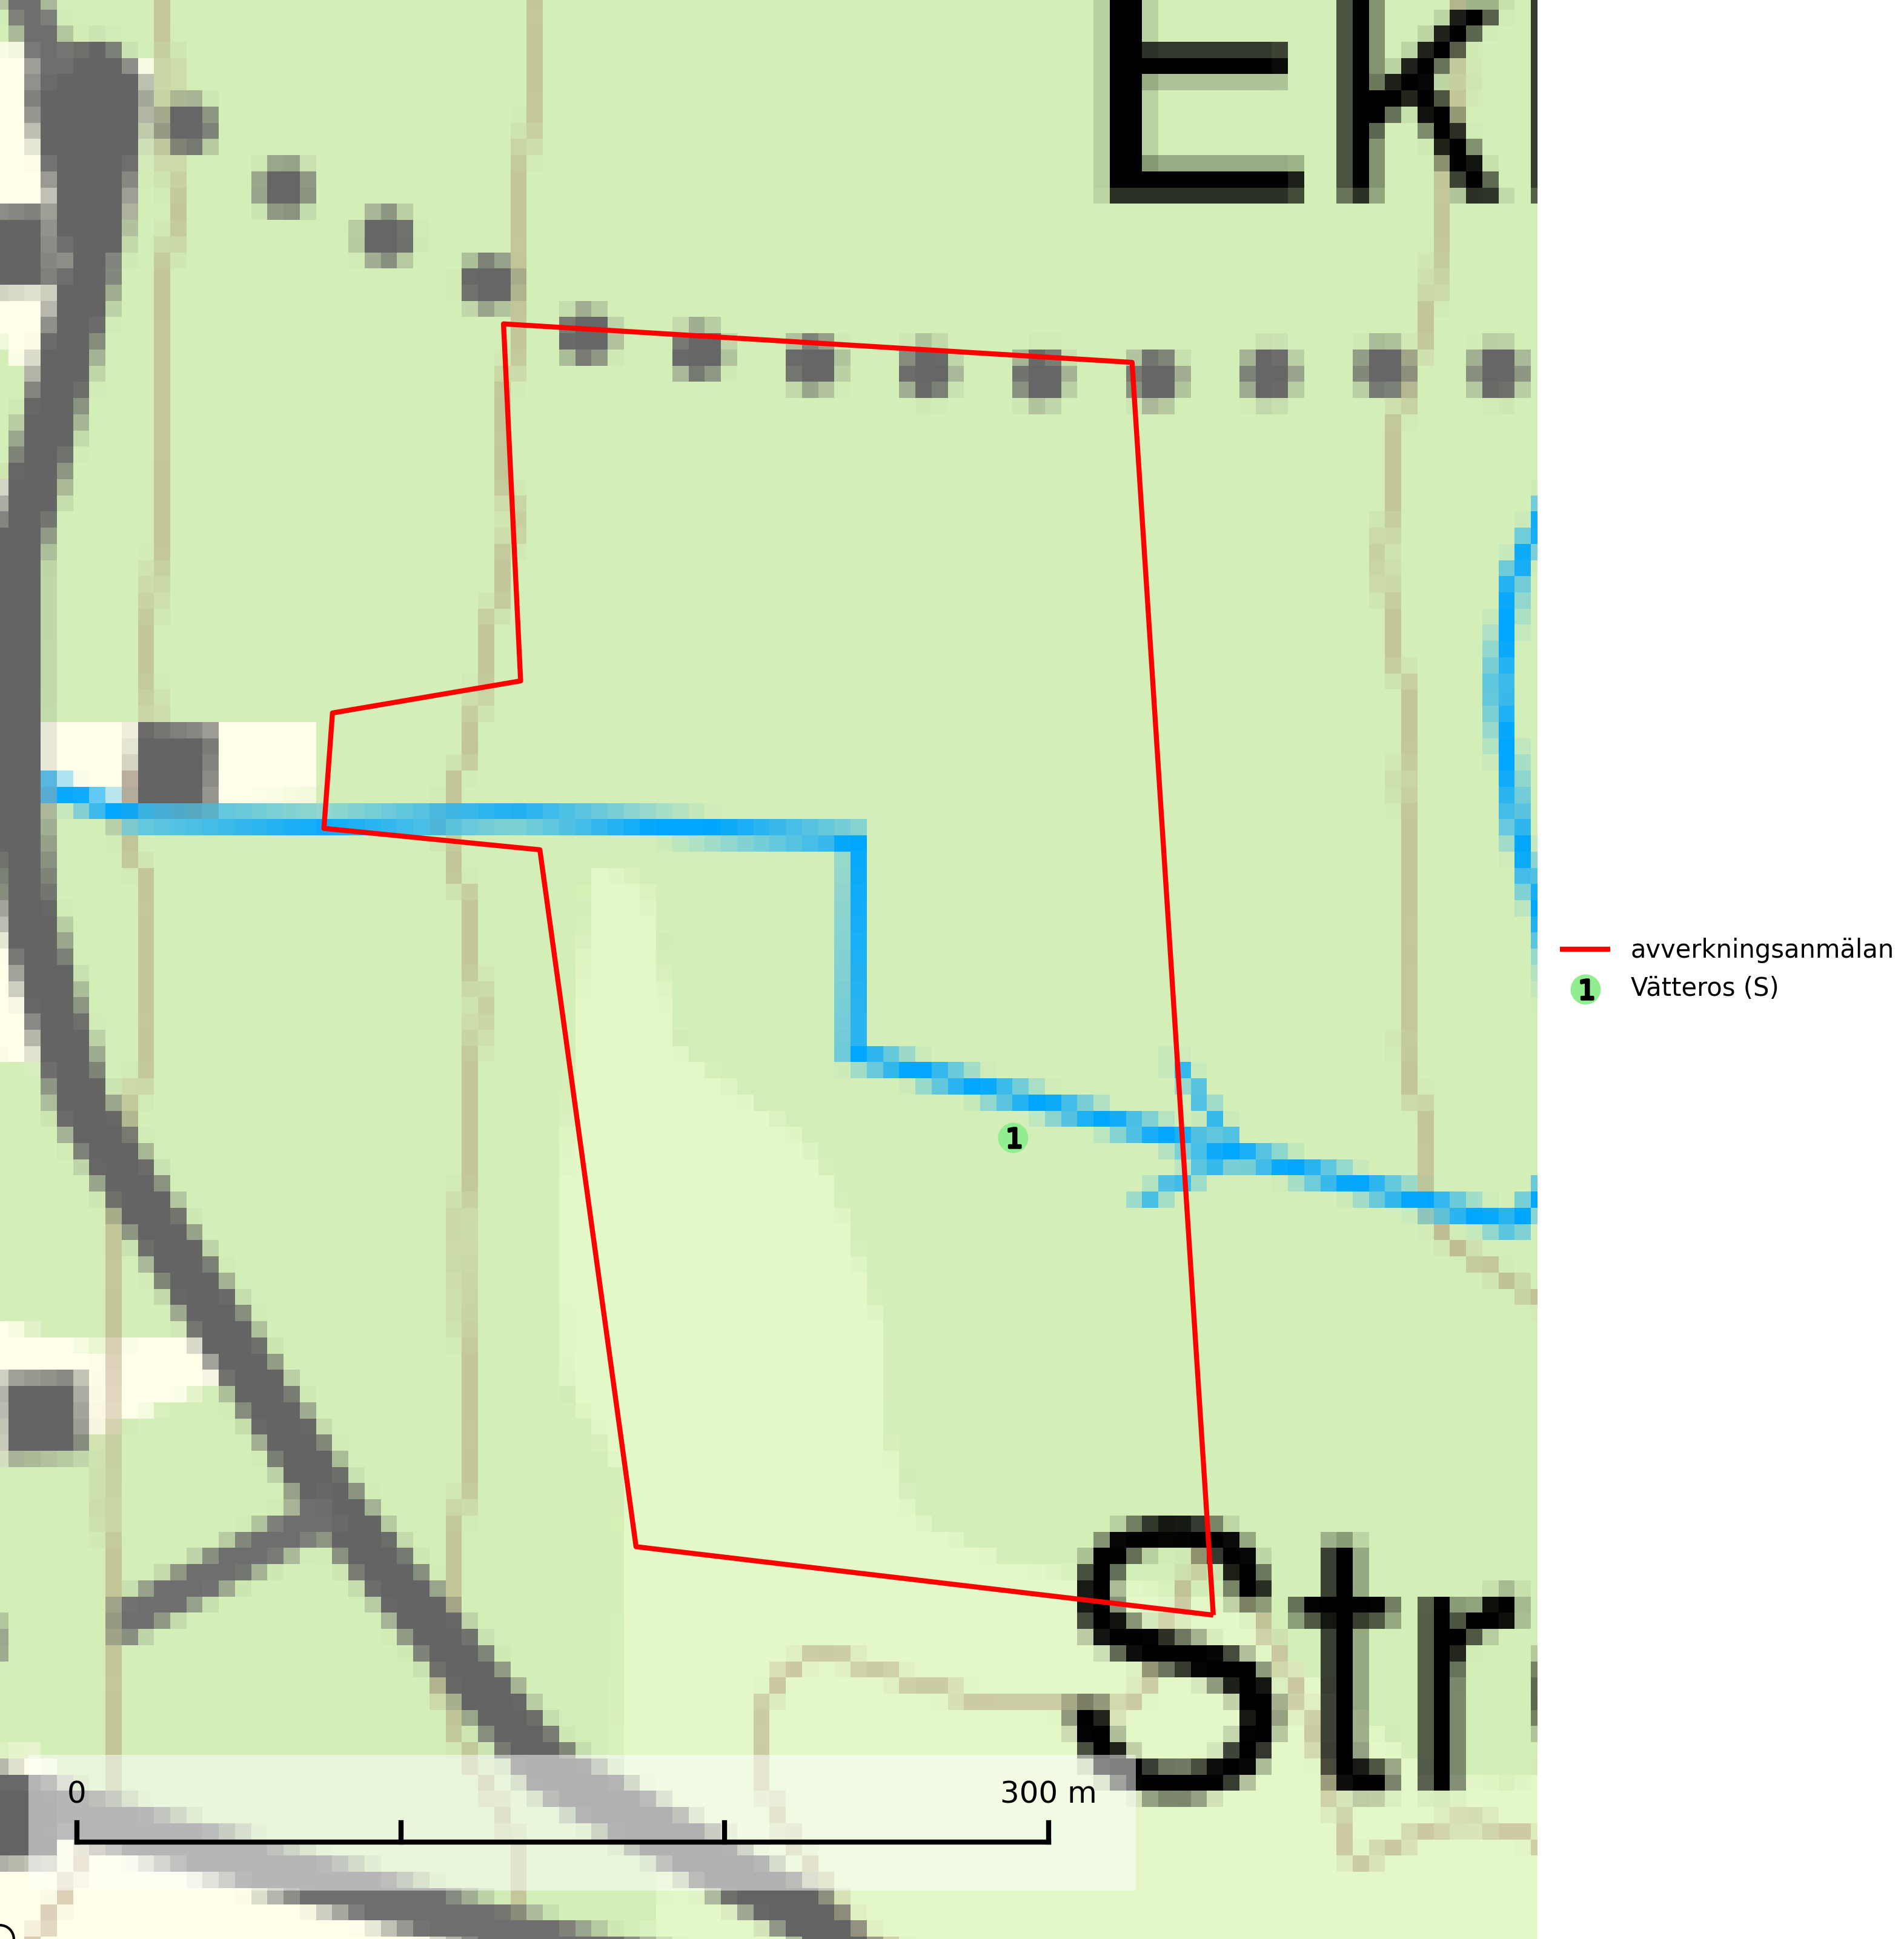 Ek
avverkningsanmälan
1 Vätteros (S)
1
Str
0 300 m